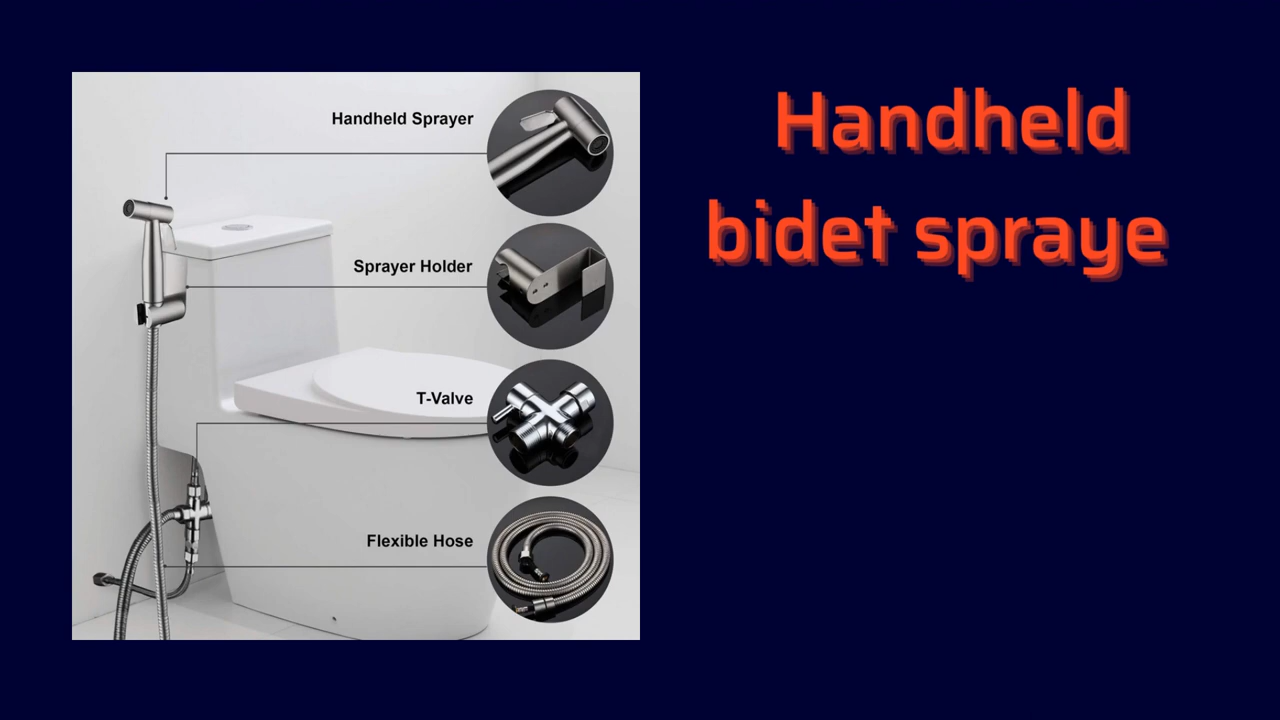 Handheld Sprayer
Sprayer Holder
T-Valve
Flexible Hose
Handheld
bidet spraye